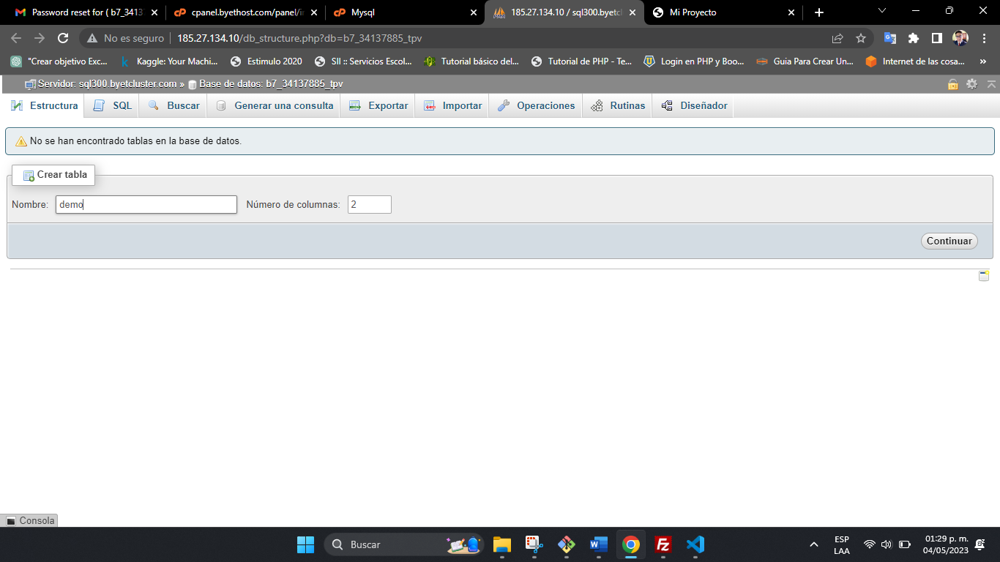 Password reset for ( b7_3413
cpanel.byethost.com/panel/in
Mysql
185.27.134.10 / sql300.byetcl
Mi Proyecto
No es seguro
185.27.134.10/db_structure.php?db=b7_34137885_tpv
"Crear objetivo Exc...
Kaggle: Your Machi...
Estimulo 2020
SII :: Servicios Escol...
Tutorial básico del...
Tutorial de PHP - Te...
Login en PHP y Boo...
Guia Para Crear Un...
Internet de las cosa...
»
Servidor: sql300.byetcluster.com » Base de datos: b7_34137885_tpv
Estructura
SQL
Buscar
Generar una consulta
Exportar
Importar
Operaciones
Rutinas
Diseñador
No se han encontrado tablas en la base de datos.
Crear tabla
Nombre: demo Número de columnas: 2
Continuar
Consola
Buscar
ESP
LAA
01:29 p. m.
04/05/2023